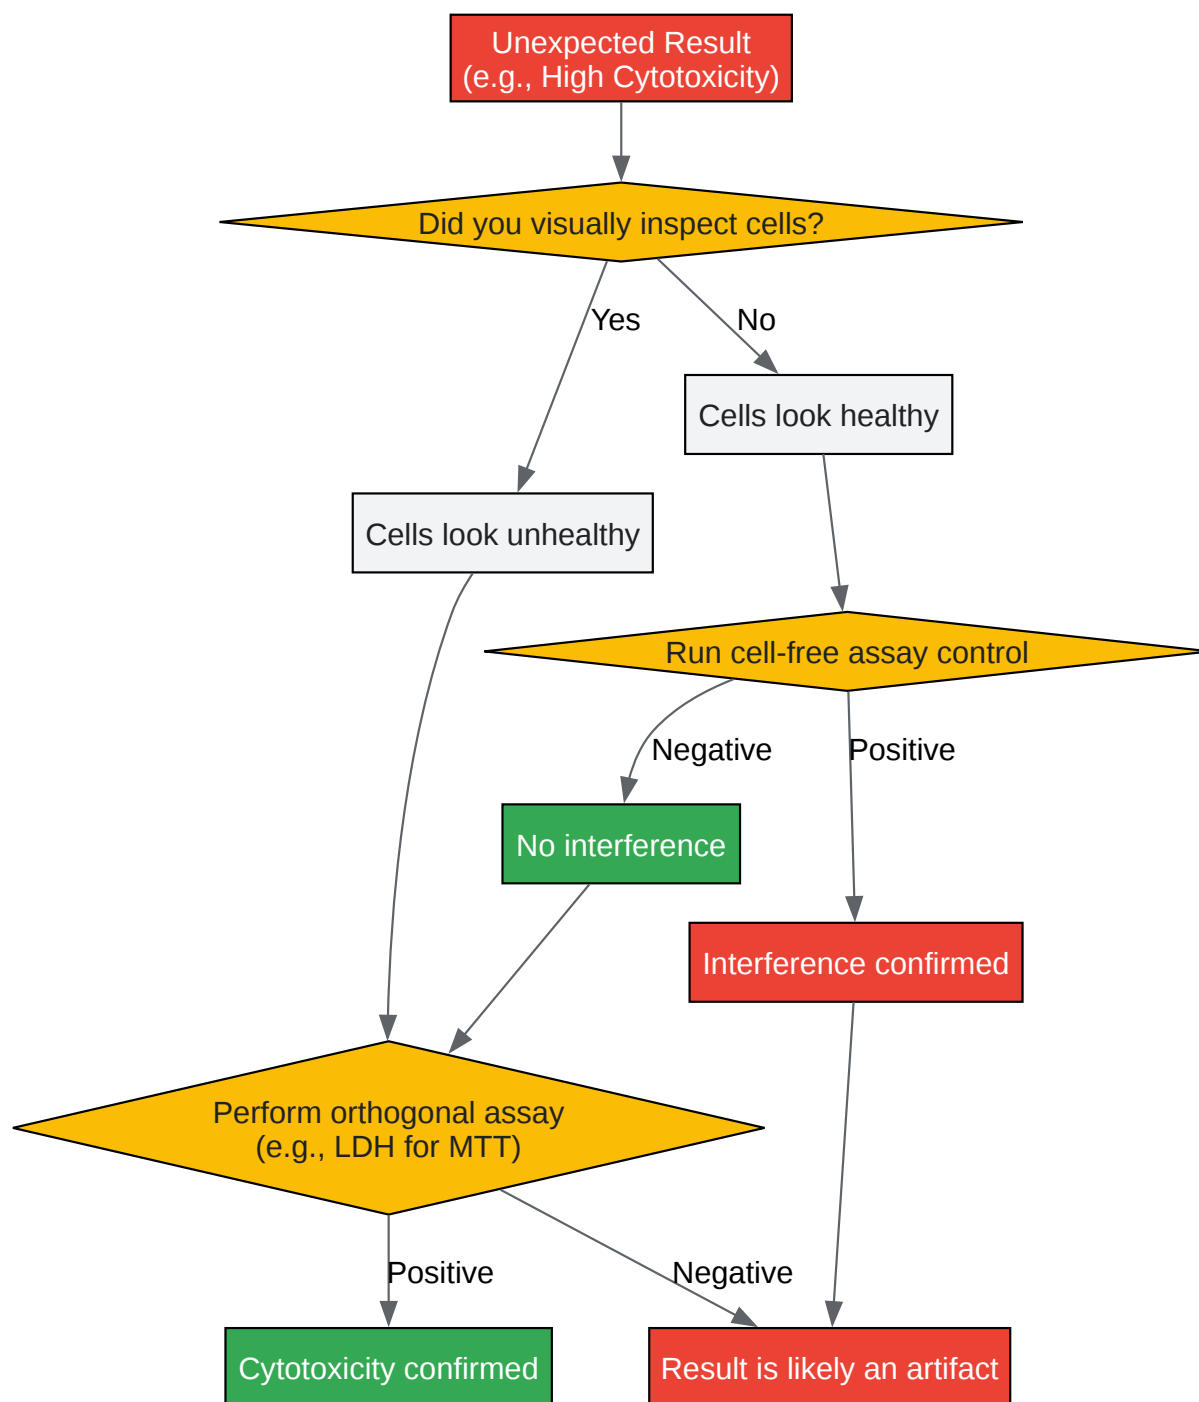 Unexpected Result
(e.g., High Cytotoxicity)
Did you visually inspect cells?
Yes
No
Cells look healthy
Cells look unhealthy
Run cell-free assay control
Negative
Positive
No interference
Interference confirmed
Perform orthogonal assay
(e.g., LDH for MTT)
Positive
Negative
Cytotoxicity confirmed
Result is likely an artifact